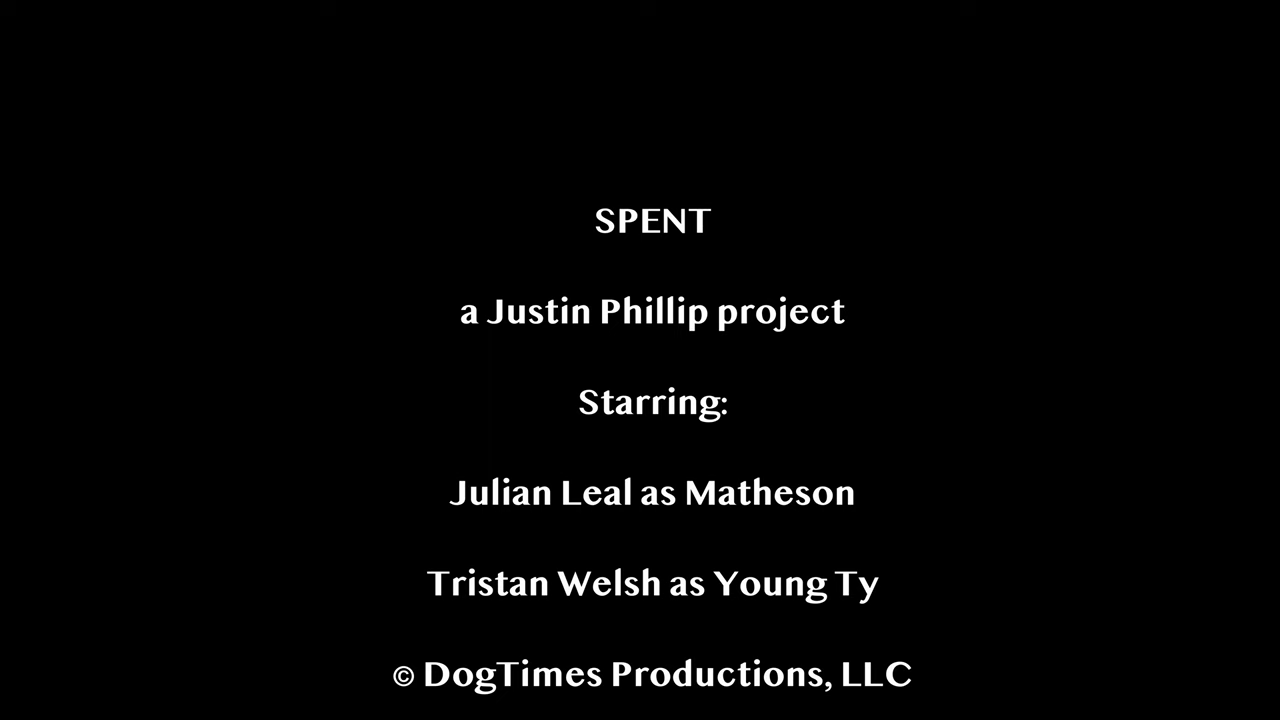 SPENT
a Justin Phillip project
Starring:
Julian Leal as Matheson
Tristan Welsh as Young Ty
© DogTimes Productions, LLC